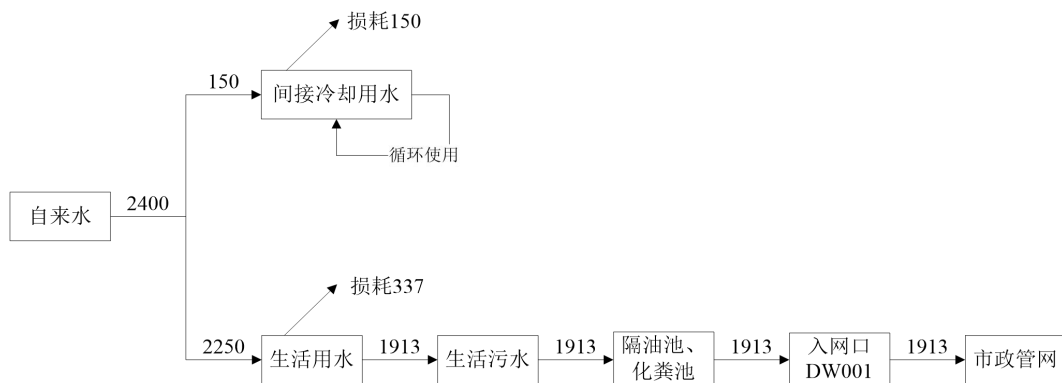 损耗150
150
间接冷却用水
循环使用
自来水
2400
损耗337
2250
生活用水
1913
生活污水
1913
隔油池、
化粪池
1913
入网口
DW001
1913
市政管网